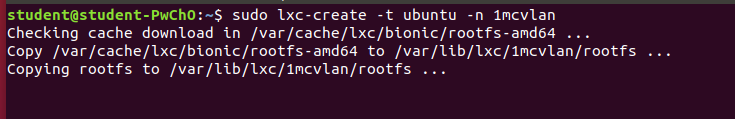 student@student-PwChO:~$ sudo lxc-create -t ubuntu -n 1mcvlan
Checking cache download in /var/cache/lxc/bionic/rootfs-amd64 ...
Copy /var/cache/lxc/bionic/rootfs-amd64 to /var/lib/lxc/1mcvlan/rootfs ...
Copying rootfs to /var/lib/lxc/1mcvlan/rootfs ...